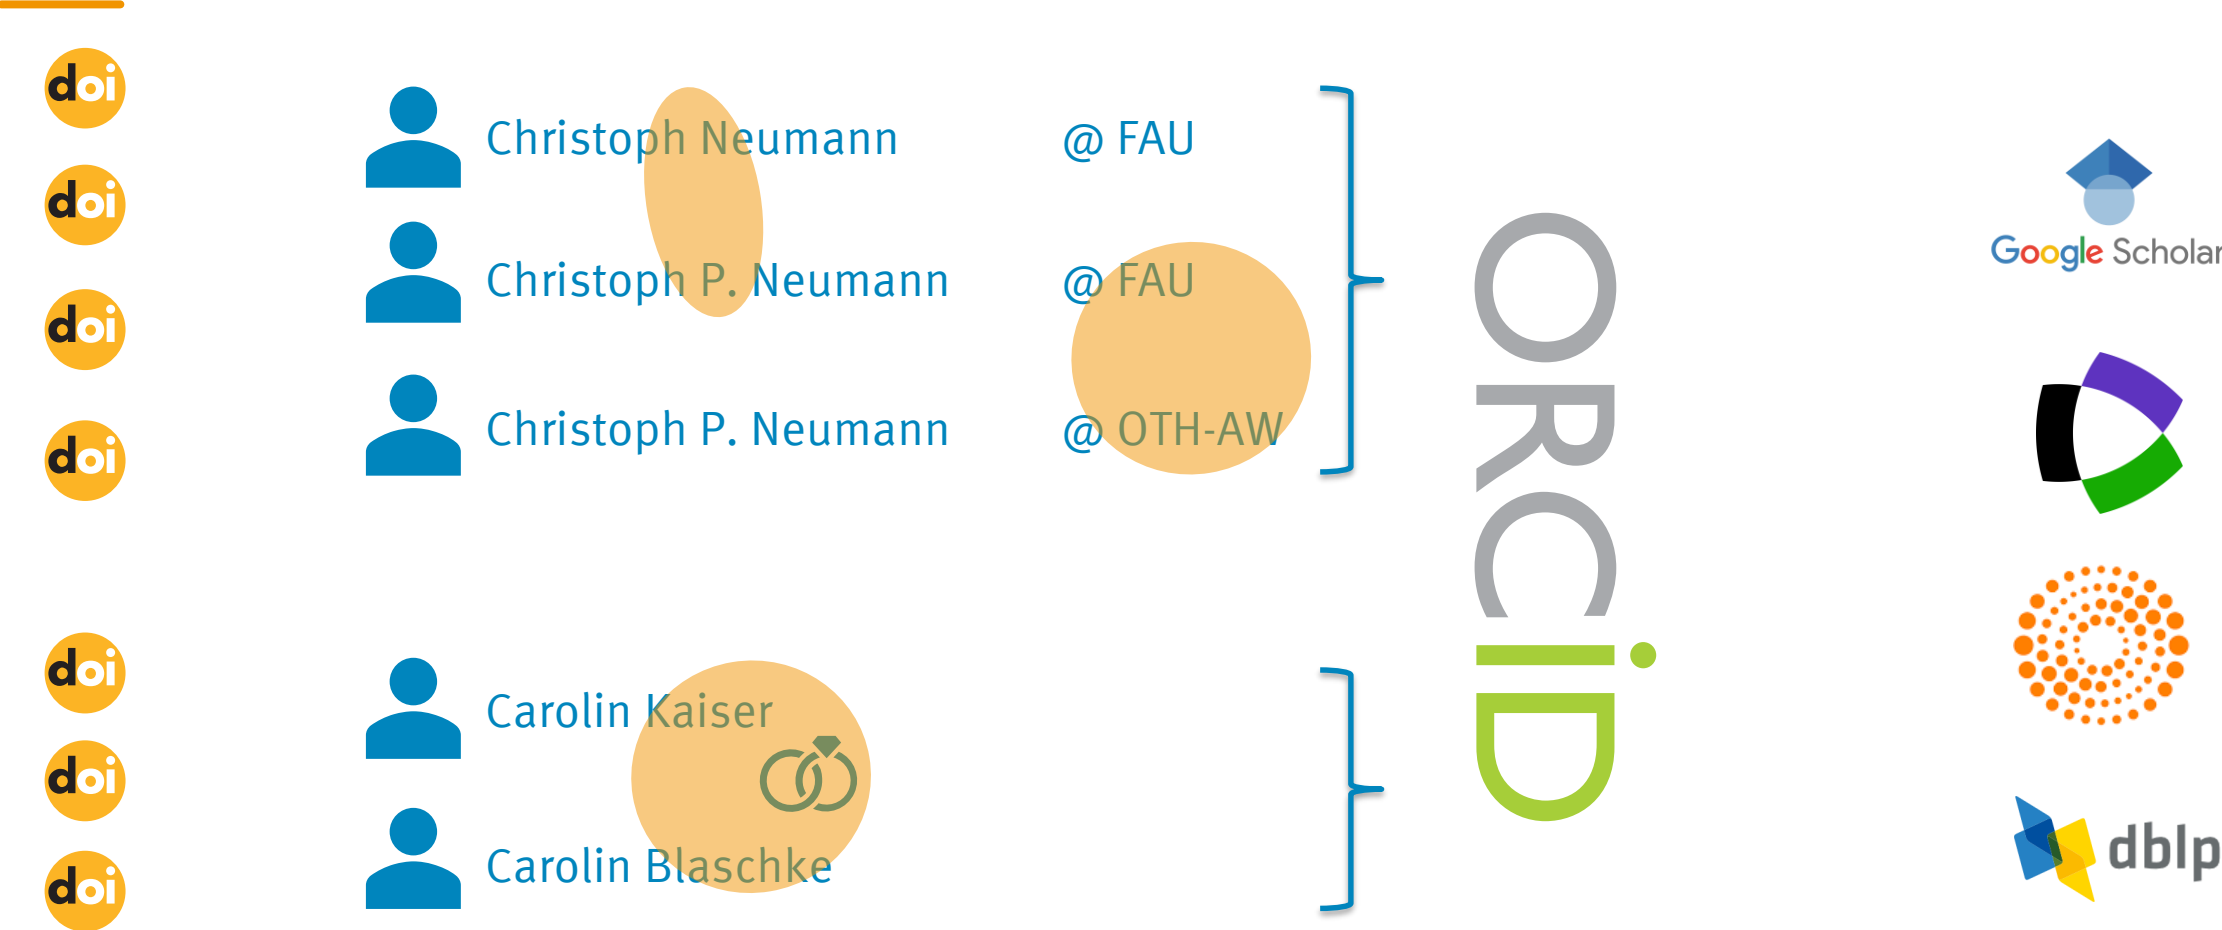 doi
doi
doi
doi
doi
doi
doi
Christoph Neumann @ FAU
Christoph P. Neumann @ FAU
Christoph P. Neumann @ OTH-AW
Carolin Kaiser
Carolin Blaschke
ORCiD
Google Scholar
dblp